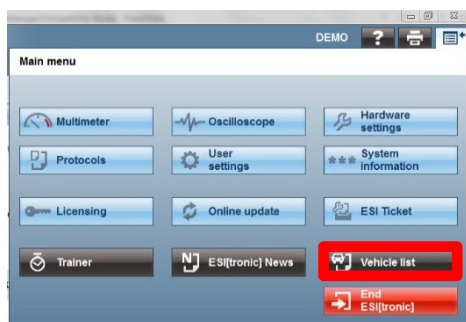 DEMO ?
Main menu
Multimeter
Oscilloscope
Hardware
settings
Protocols
User
settings
*** System
information
Licensing
Online update
ESI Ticket
Trainer
N ESI[tronic] News
Vehicle list
End
ESI[tronic]